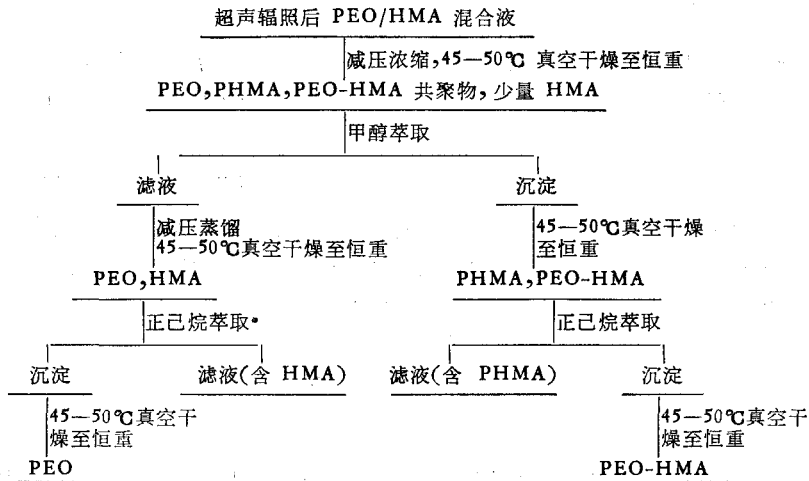 超声辐照后 PEO/HMA 混合液
减压浓缩,45—50℃ 真空干燥至恒重
PEO,PHMA,PEO-HMA 共聚物,少量 HMA
甲醇萃取
滤液
沉淀
减压蒸馏
45—50℃真空干燥至恒重
45—50℃真空干燥
至恒重
PEO,HMA
PHMA,PEO-HMA
正己烷萃取
正己烷萃取
沉淀
滤液(含 HMA)
滤液(含 PHMA)
沉淀
45—50℃真空干
燥至恒重
45—50℃真空干
燥至恒重
PEO
PEO-HMA